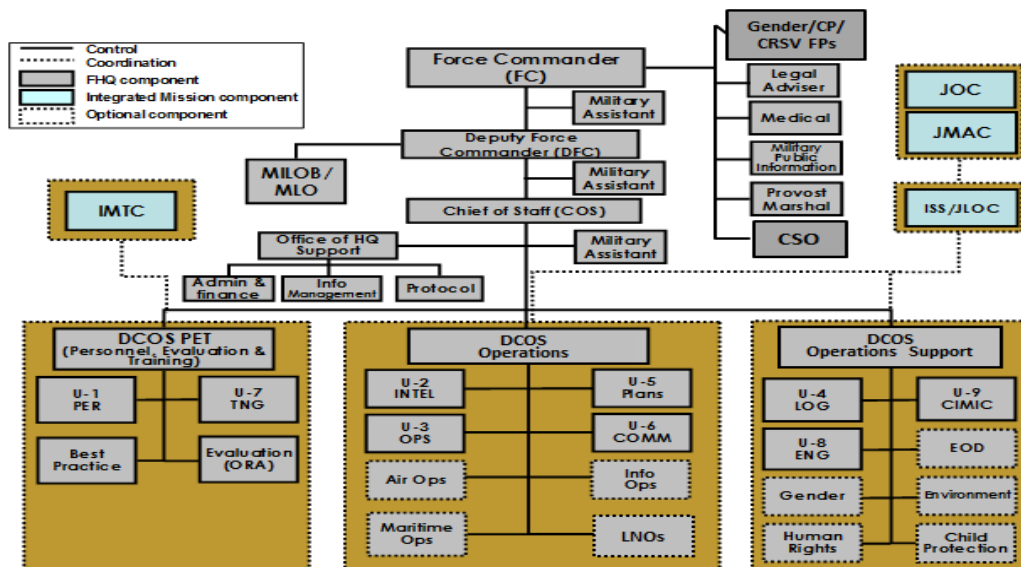 Control
Coordination
FHQ component
Integrated Mission component
Optional component
Force Commander
(FC)
Gender/CP/
CRSV FPs
Legal
Adviser
Medical
Military
Public
Information
Provost
Marshal
CSO
JOC
JMAC
ISS/JLOC
Military
Assistant
Deputy Force
Commander (DFC)
MILOB/
MLO
Military
Assistant
IMTC
Chief of Staff (COS)
Office of HQ
Support
Military
Assistant
Admin &
finance
Info
Management
Protocol
DCOS PET
(Personnel, Evaluation &
Training)
U-1
PER
U-7
TNG
Best
Practice
Evaluation
(ORA)
DCOS
Operations
U-2
INTEL
U-5
Plans
U-3
OPS
U-6
COMM
Air Ops
Info
Ops
Maritime
Ops
LNOs
DCOS
Operations Support
U-4
LOG
U-9
CIMIC
U-8
ENG
EOD
Gender
Environment
Human
Rights
Child
Protection